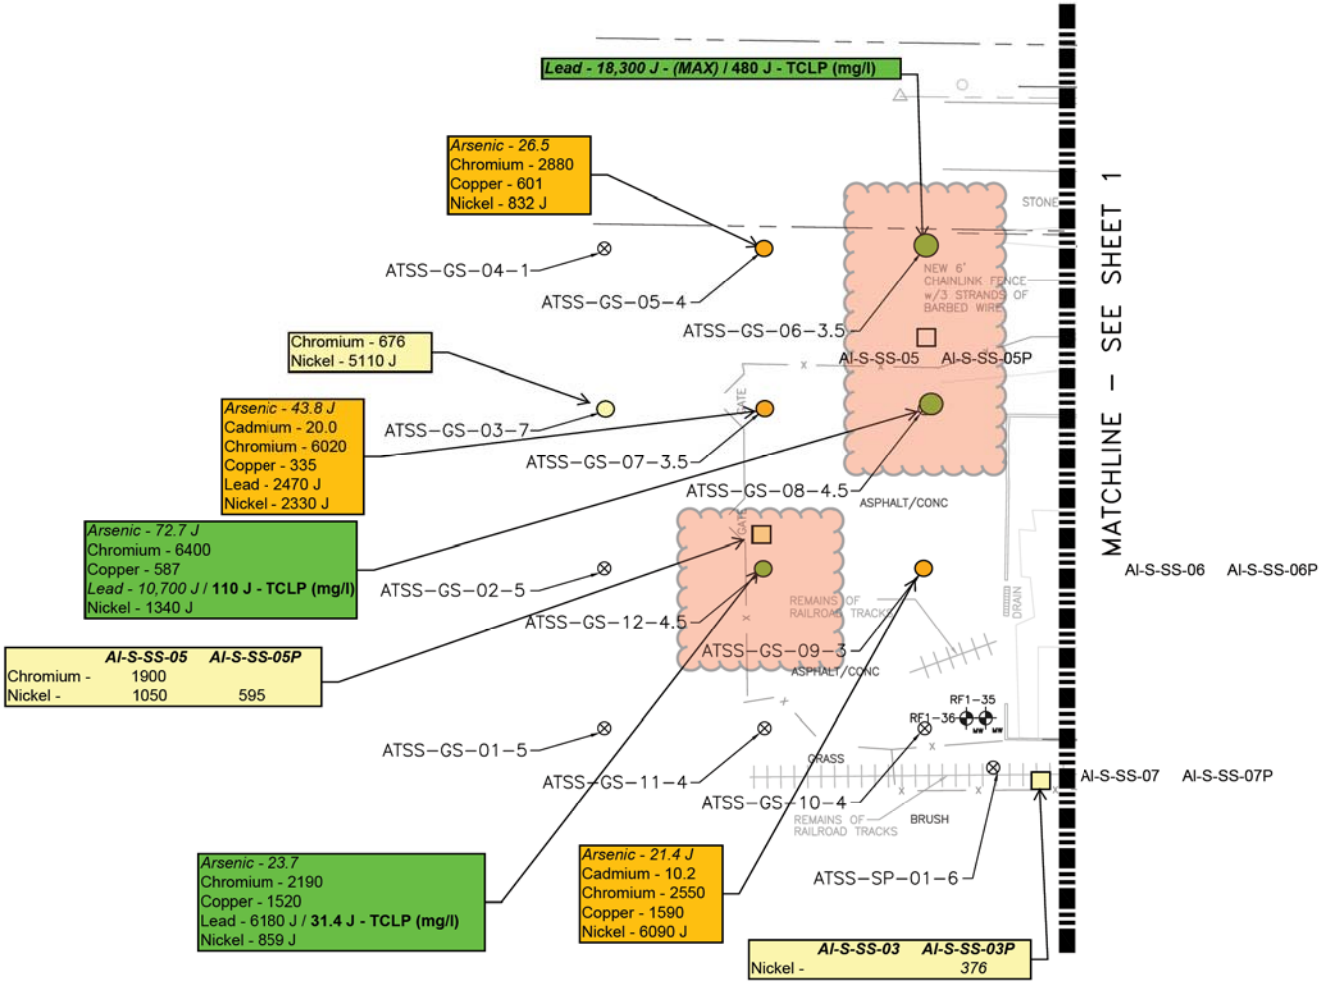 Lead - 18,300 J - (MAX) / 480 J - TCLP (mg/l)
Arsenic - 26.5
Chromium - 2880
Copper - 601
Nickel - 832 J
STONE
MATCHLINE - SEE SHEET 1
ATSS-GS-04-1
ATSS-GS-05-4
NEW 6'
CHAINLINK FENCE
w/3 STRANDS OF
BARBED WIRE
ATSS-GS-06-3.5
Chromium - 676
Nickel - 5110 J
AI-S-SS-05 AI-S-SS-05P
x x
GATE
Arsenic - 43.8 J
Cadmium - 20.0
Chromium - 6020
Copper - 335
Lead - 2470 J
Nickel - 2330 J
ATSS-GS-03-7
ATSS-GS-07-3.5
ATSS-GS-08-4.5
ASPHALT/CONC
GATE
Arsenic - 72.7 J
Chromium - 6400
Copper - 587
Lead - 10,700 J / 110 J - TCLP (mg/l)
Nickel - 1340 J
AI-S-SS-06 AI-S-SS-06P
ATSS-GS-02-5
REMAINS OF
RAILROAD TRACKS
DRAIN
x
ATSS-GS-12-4.5
ATSS-GS-09-3
ASPHALT/CONC
AI-S-SS-05 AI-S-SS-05P
Chromium - 1900
Nickel - 1050 595
RF1-35
RF1-36
MW MW
x
x
ATSS-GS-01-5
GRASS
ATSS-GS-11-4
AI-S-SS-07 AI-S-SS-07P
x x x
ATSS-GS-10-4
REMAINS OF
RAILROAD TRACKS
BRUSH
ATSS-SP-01-6
Arsenic - 23.7
Chromium - 2190
Copper - 1520
Lead - 6180 J / 31.4 J - TCLP (mg/l)
Nickel - 859 J
Arsenic - 21.4 J
Cadmium - 10.2
Chromium - 2550
Copper - 1590
Nickel - 6090 J
AI-S-SS-03 AI-S-SS-03P
Nickel - 376